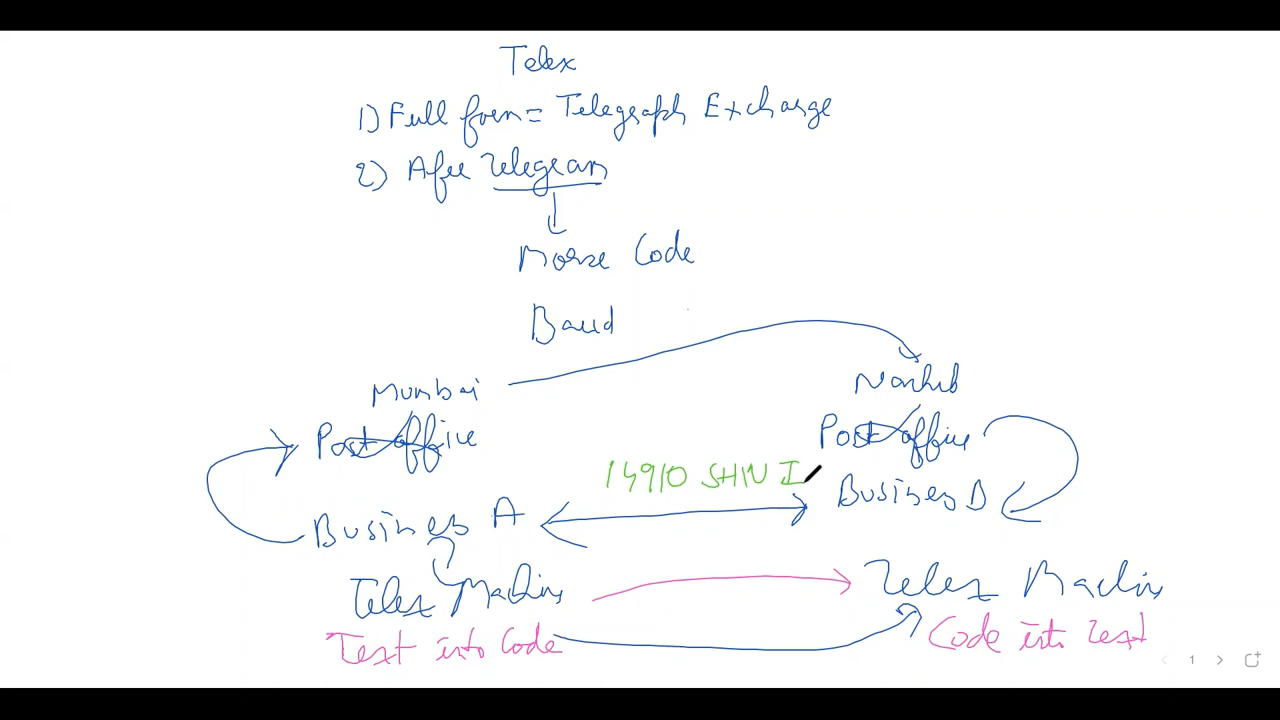 Telex
1) Full form = Telegraph Exchange
2) After Telegram
Morse Code
Baud
Mumbai
Nashik
Post office
Post office
14910 SHIV I
Business A
Business B
Telex Machine
Telex Machine
Text into Code
Code into Text
1